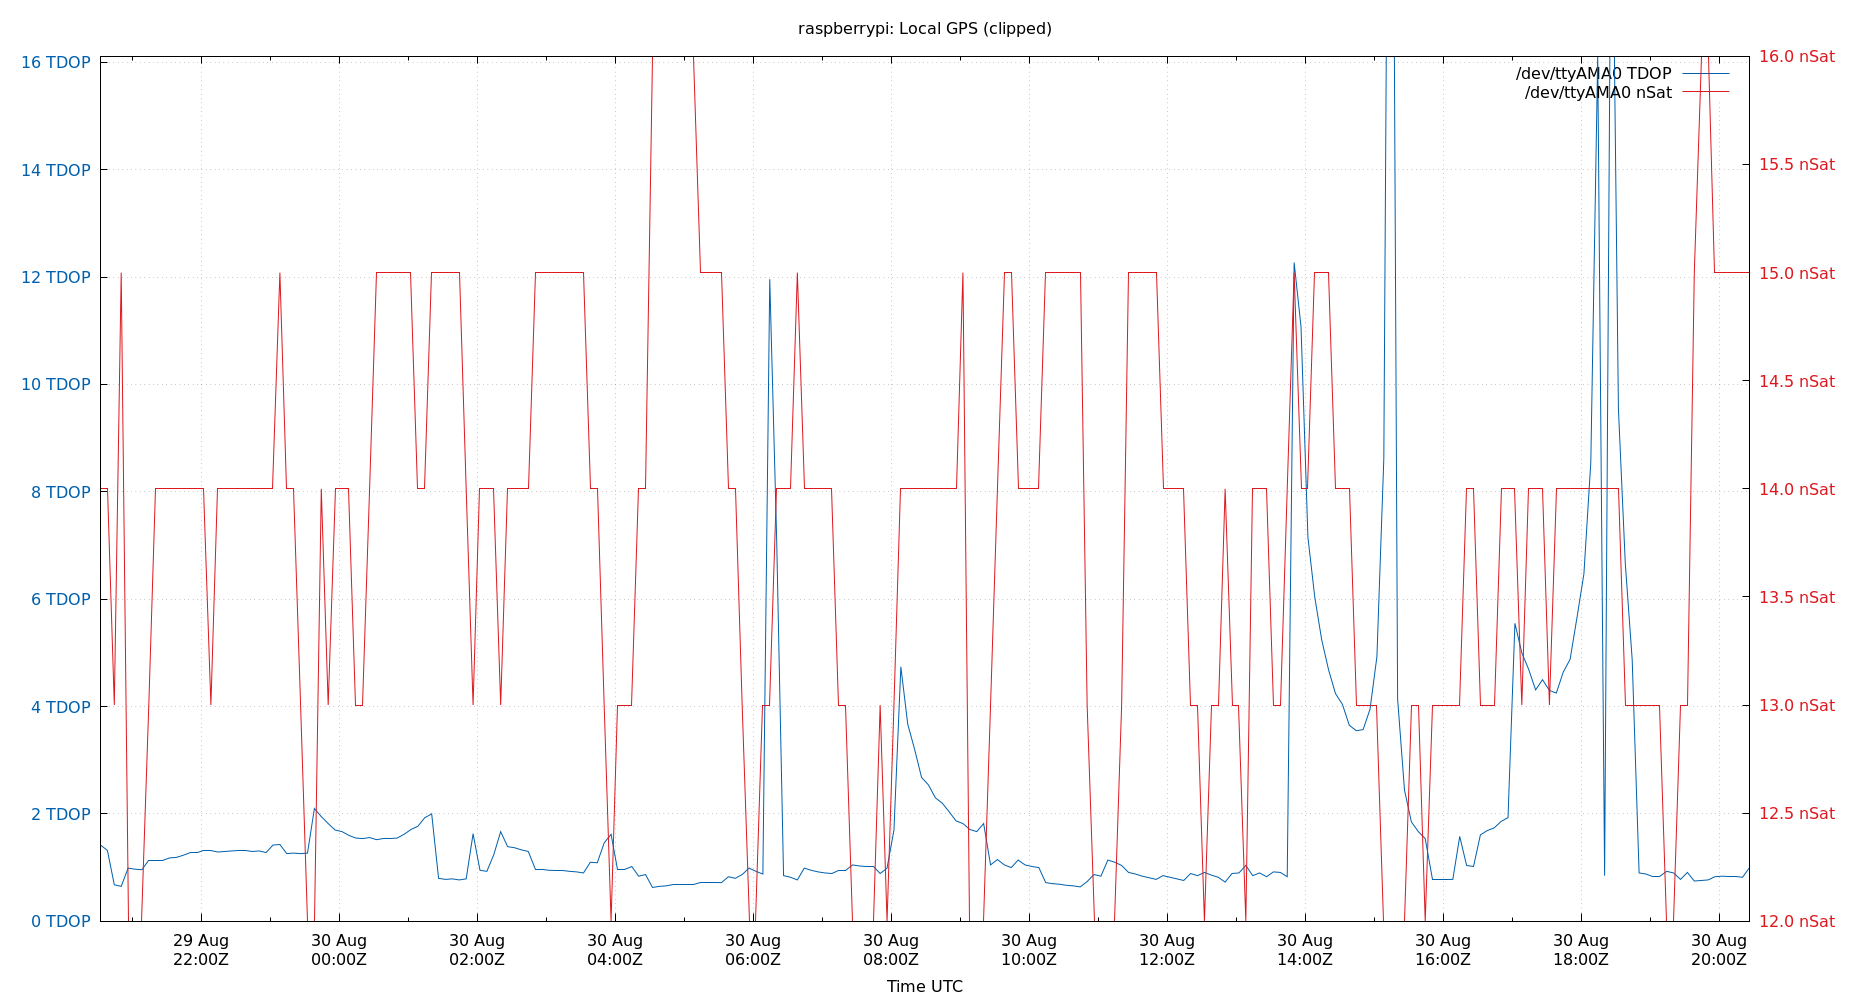 raspberrypi: Local GPS (clipped)
16 TDOP
14 TDOP
12 TDOP
10 TDOP
8 TDOP
6 TDOP
4 TDOP
2 TDOP
0 TDOP
16.0 nSat
15.5 nSat
15.0 nSat
14.5 nSat
14.0 nSat
13.5 nSat
13.0 nSat
12.5 nSat
12.0 nSat
/dev/ttyAMA0 TDOP
/dev/ttyAMA0 nSat
29 Aug
22:00Z
30 Aug
00:00Z
30 Aug
02:00Z
30 Aug
04:00Z
30 Aug
06:00Z
30 Aug
08:00Z
30 Aug
10:00Z
30 Aug
12:00Z
30 Aug
14:00Z
30 Aug
16:00Z
30 Aug
18:00Z
30 Aug
20:00Z
Time UTC